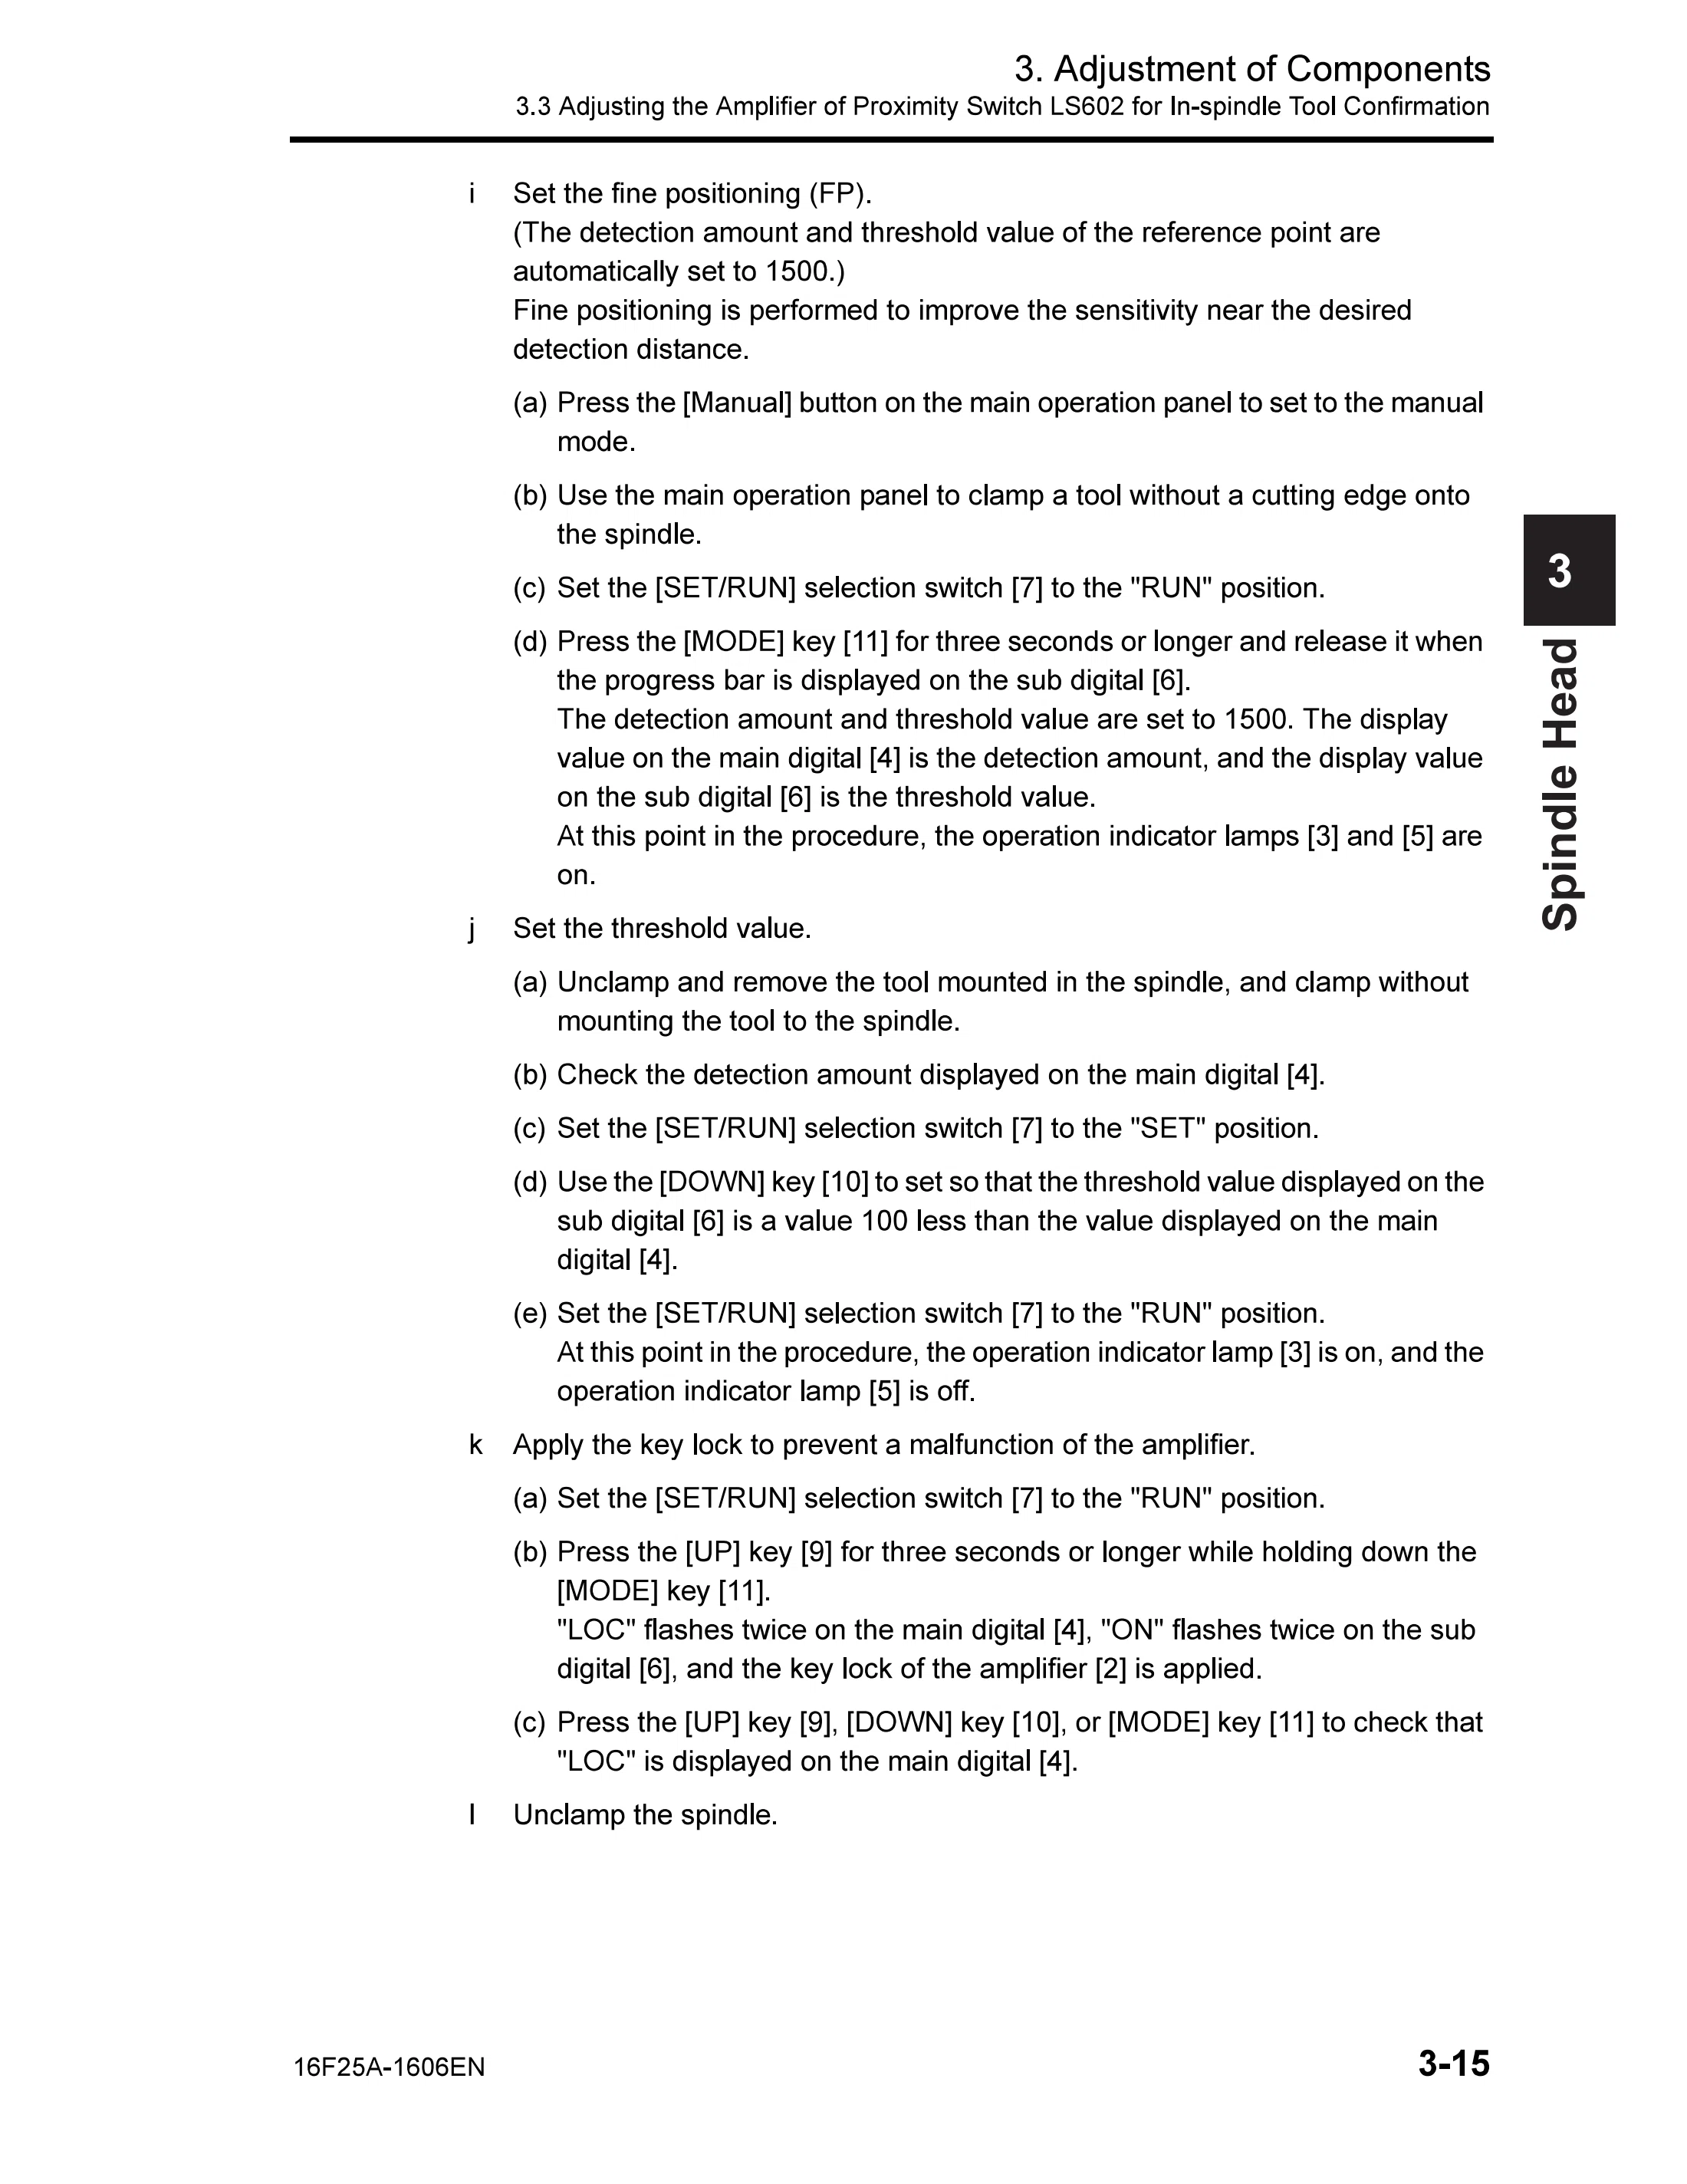 3. Adjustment of Components
3.3 Adjusting the Amplifier of Proximity Switch LS602 for In-spindle Tool Confirmation
i Set the fine positioning (FP).
(The detection amount and threshold value of the reference point are
automatically set to 1500.)
Fine positioning is performed to improve the sensitivity near the desired
detection distance.
(a) Press the [Manual] button on the main operation panel to set to the manual
mode.
(b) Use the main operation panel to clamp a tool without a cutting edge onto
the spindle.
(c) Set the [SET/RUN] selection switch [7] to the "RUN" position.
(d) Press the [MODE] key [11] for three seconds or longer and release it when
the progress bar is displayed on the sub digital [6].
The detection amount and threshold value are set to 1500. The display
value on the main digital [4] is the detection amount, and the display value
on the sub digital [6] is the threshold value.
At this point in the procedure, the operation indicator lamps [3] and [5] are
on.
j Set the threshold value.
(a) Unclamp and remove the tool mounted in the spindle, and clamp without
mounting the tool to the spindle.
(b) Check the detection amount displayed on the main digital [4].
(c) Set the [SET/RUN] selection switch [7] to the "SET" position.
(d) Use the [DOWN] key [10] to set so that the threshold value displayed on the
sub digital [6] is a value 100 less than the value displayed on the main
digital [4].
(e) Set the [SET/RUN] selection switch [7] to the "RUN" position.
At this point in the procedure, the operation indicator lamp [3] is on, and the
operation indicator lamp [5] is off.
k Apply the key lock to prevent a malfunction of the amplifier.
(a) Set the [SET/RUN] selection switch [7] to the "RUN" position.
(b) Press the [UP] key [9] for three seconds or longer while holding down the
[MODE] key [11].
"LOC" flashes twice on the main digital [4], "ON" flashes twice on the sub
digital [6], and the key lock of the amplifier [2] is applied.
(c) Press the [UP] key [9], [DOWN] key [10], or [MODE] key [11] to check that
"LOC" is displayed on the main digital [4].
l Unclamp the spindle.
3
Spindle Head
16F25A-1606EN
3-15